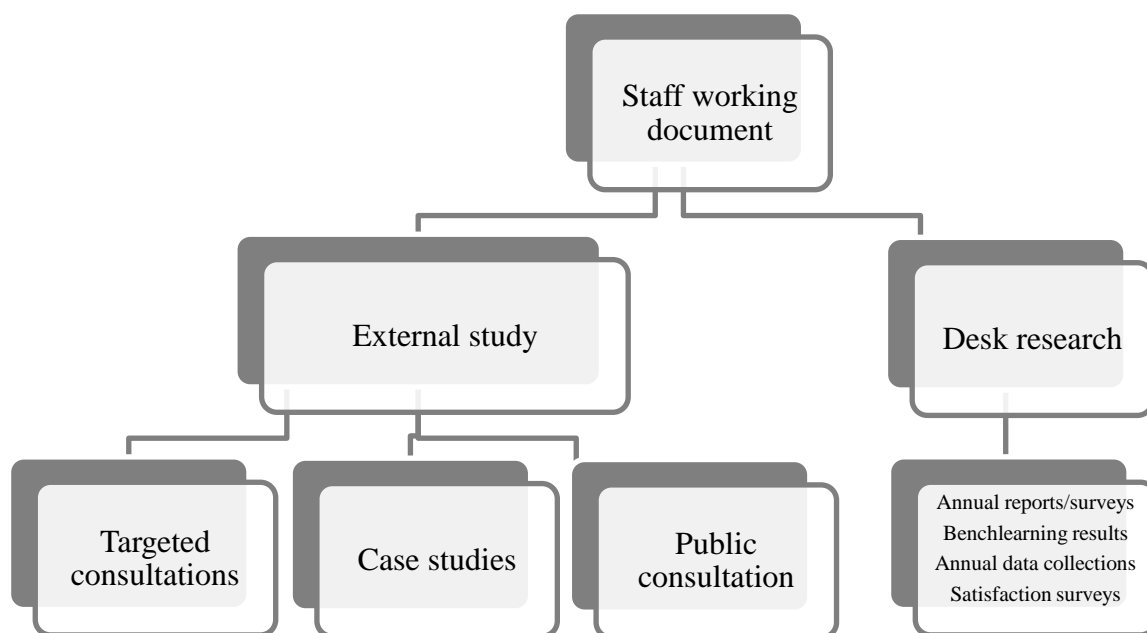 Staff working
document
External study
Desk research
Targeted
consultations
Case studies
Public
consultation
Annual reports/surveys
Benchlearning results
Annual data collections
Satisfaction surveys